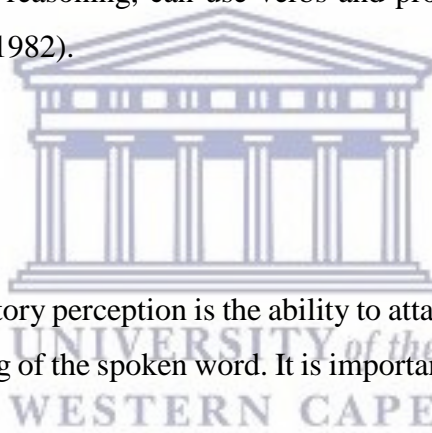 reasoning, can use verbs and pro
1982).
tory perception is the ability to atta
UNIVERSITY of the
g of the spoken word. It is important
WESTERN CAPE